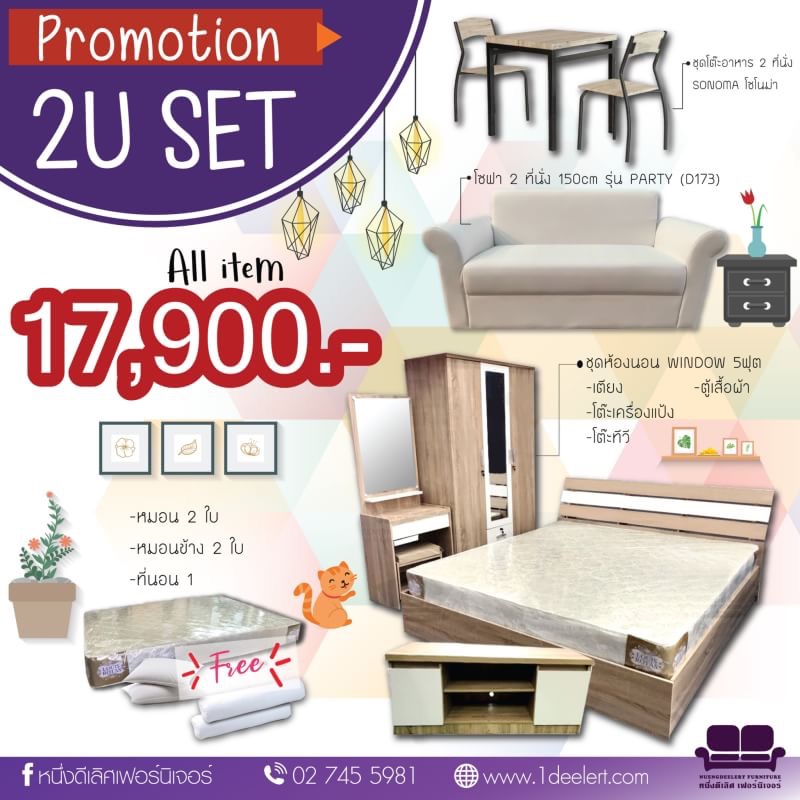 Promotion
2U SET
All item
17,900.-
ชุดโต๊ะอาหาร 2 ที่นั่ง
SONOMA โซโนม่า
โซฟา 2 ที่นั่ง 150cm รุ่น PARTY (D173)
ชุดห้องนอน WINDOW 5ฟุต
-เตียง -ตู้เสื้อผ้า
-โต๊ะเครื่องแป้ง
-โต๊ะทีวี
-หมอน 2 ใบ
-หมอนข้าง 2 ใบ
-ที่นอน 1
Free
หนึ่งดีเลิศเฟอร์นิเจอร์
02 745 5981
www.1deelert.com
NUENGDEELERT FURNITURE
หนึ่งดีเลิศ เฟอร์นิเจอร์